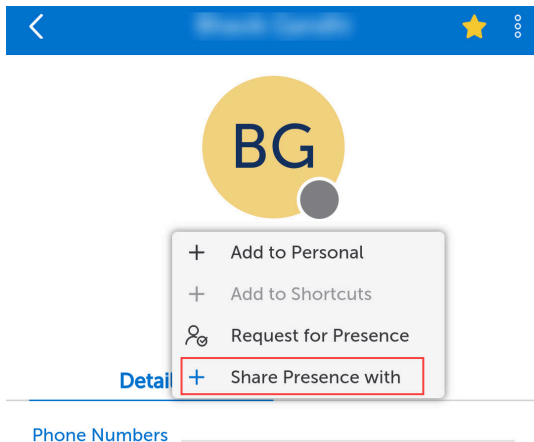 BG
Add to Personal
Add to Shortcuts
Request for Presence
Share Presence with
Detail
Phone Numbers